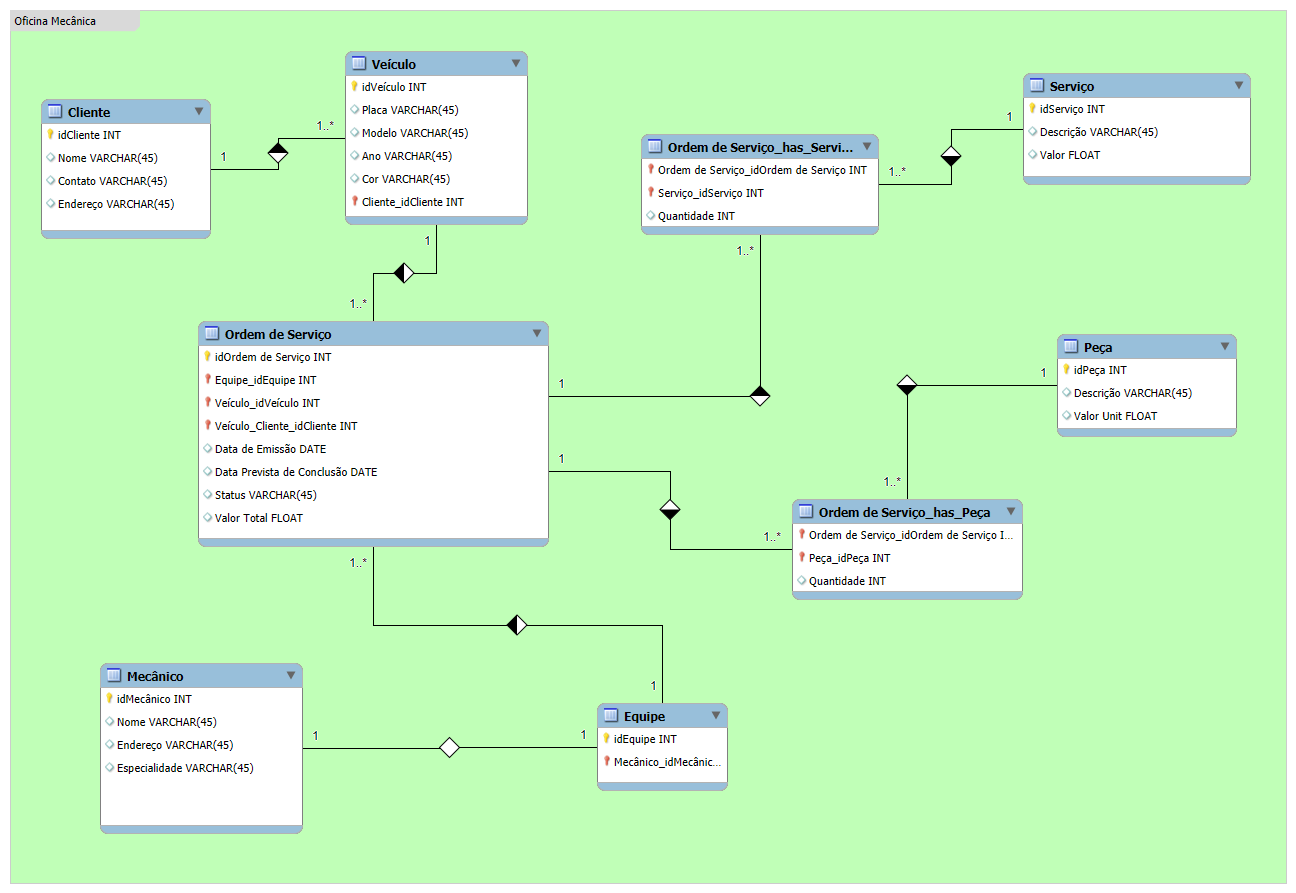 Oficina Mecânica
Cliente
idCliente INT
Nome VARCHAR(45)
Contato VARCHAR(45)
Endereço VARCHAR(45)
1
1..*
Veículo
idVeículo INT
Placa VARCHAR(45)
Modelo VARCHAR(45)
Ano VARCHAR(45)
Cor VARCHAR(45)
Cliente_idCliente INT
1
1..*
Ordem de Serviço_has_Servi...
Ordem de Serviço_idOrdem de Serviço INT
Serviço_idServiço INT
Quantidade INT
1..*
1
1..*
Serviço
idServiço INT
Descrição VARCHAR(45)
Valor FLOAT
Ordem de Serviço
idOrdem de Serviço INT
Equipe_idEquipe INT
Veículo_idVeículo INT
Veículo_Cliente_idCliente INT
Data de Emissão DATE
Data Prevista de Conclusão DATE
Status VARCHAR(45)
Valor Total FLOAT
1
1
1..*
1..*
Peça
idPeça INT
Descrição VARCHAR(45)
Valor Unit FLOAT
1
1..*
Ordem de Serviço_has_Peça
Ordem de Serviço_idOrdem de Serviço I...
Peça_idPeça INT
Quantidade INT
Mecânico
idMecânico INT
Nome VARCHAR(45)
Endereço VARCHAR(45)
Especialidade VARCHAR(45)
1
1
1
Equipe
idEquipe INT
Mecânico_idMecânic...